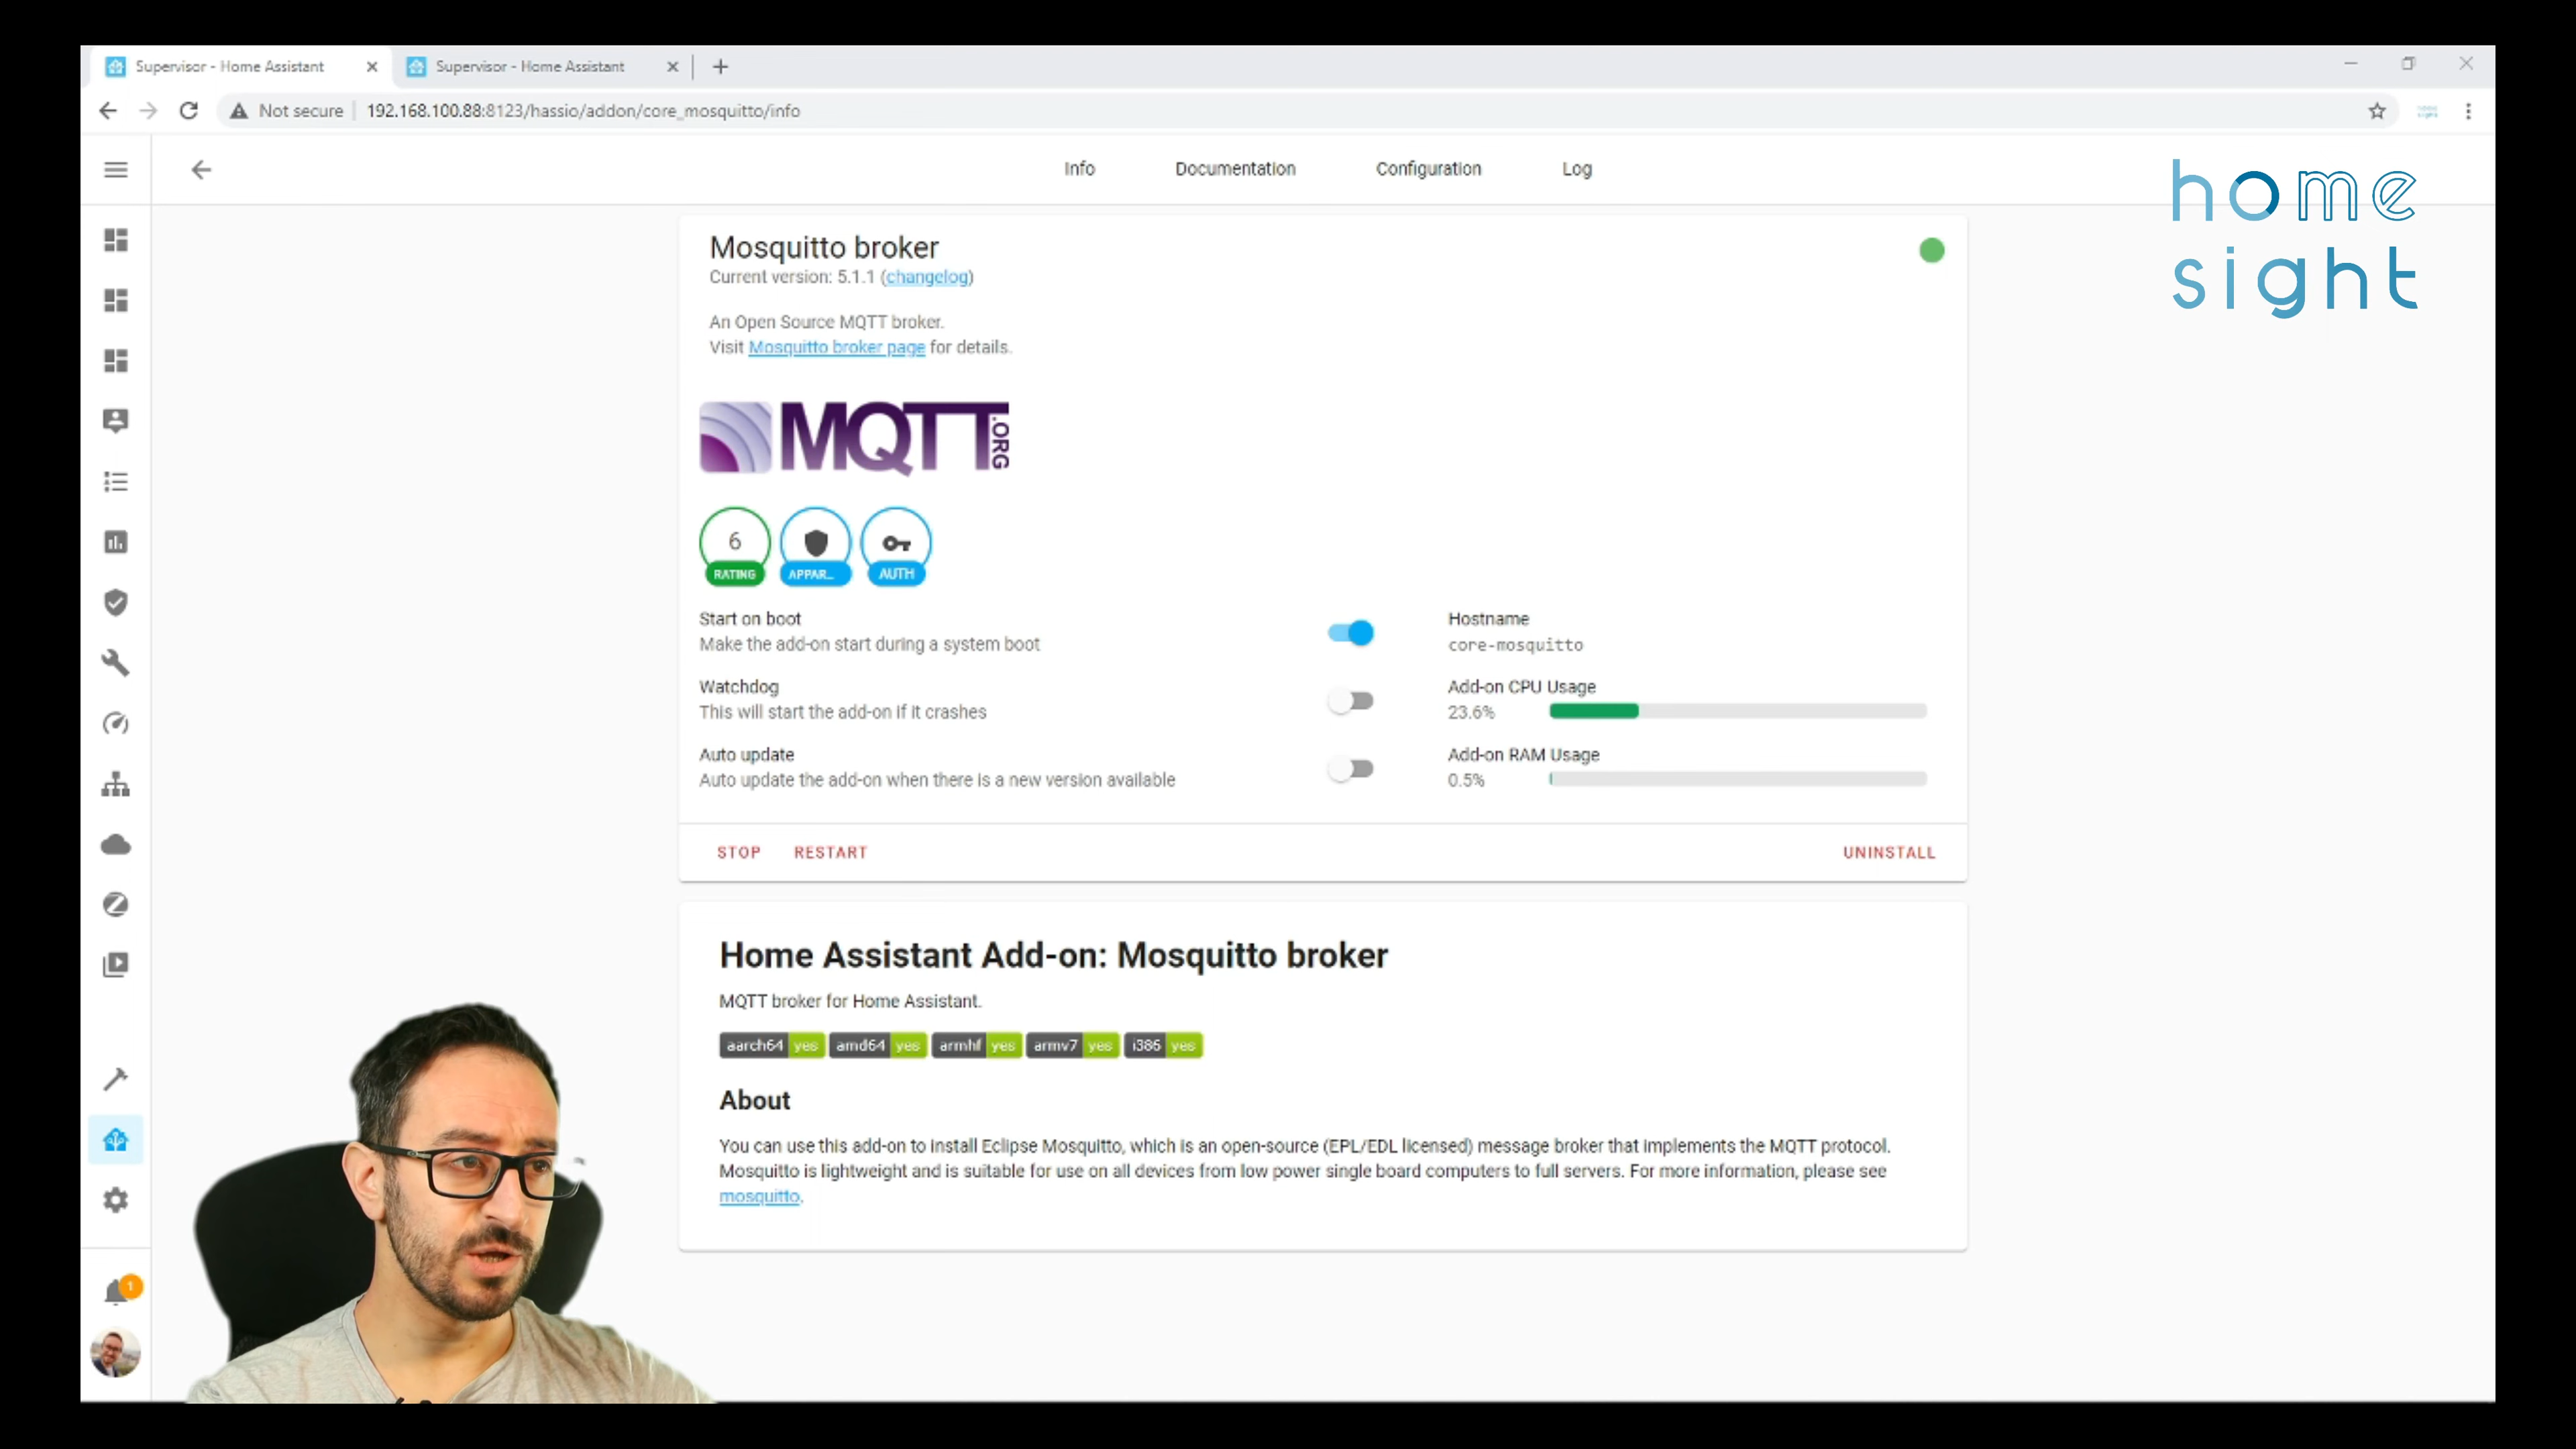 Supervisor - Home Assistant
Supervisor - Home Assistant
Not secure
192.168.100.88:8123/hassio/addon/core_mosquitto/info
Info
Documentation
Configuration
Log
home
sight
Mosquitto broker
Current version: 5.1.1 (changelog)
An Open Source MQTT broker.
Visit Mosquitto broker page for details.
MQTT.ORG
6
RATING
APPAR...
AUTH
Start on boot
Make the add-on start during a system boot
Hostname
core-mosquitto
Watchdog
This will start the add-on if it crashes
Add-on CPU Usage
23.6%
Auto update
Auto update the add-on when there is a new version available
Add-on RAM Usage
0.5%
STOP
RESTART
UNINSTALL
Home Assistant Add-on: Mosquitto broker
MQTT broker for Home Assistant.
aarch64 yes amd64 yes armhf yes armv7 yes i386 yes
About
You can use this add-on to install Eclipse Mosquitto, which is an open-source (EPL/EDL licensed) message broker that implements the MQTT protocol.
Mosquitto is lightweight and is suitable for use on all devices from low power single board computers to full servers. For more information, please see
mosquitto.
1